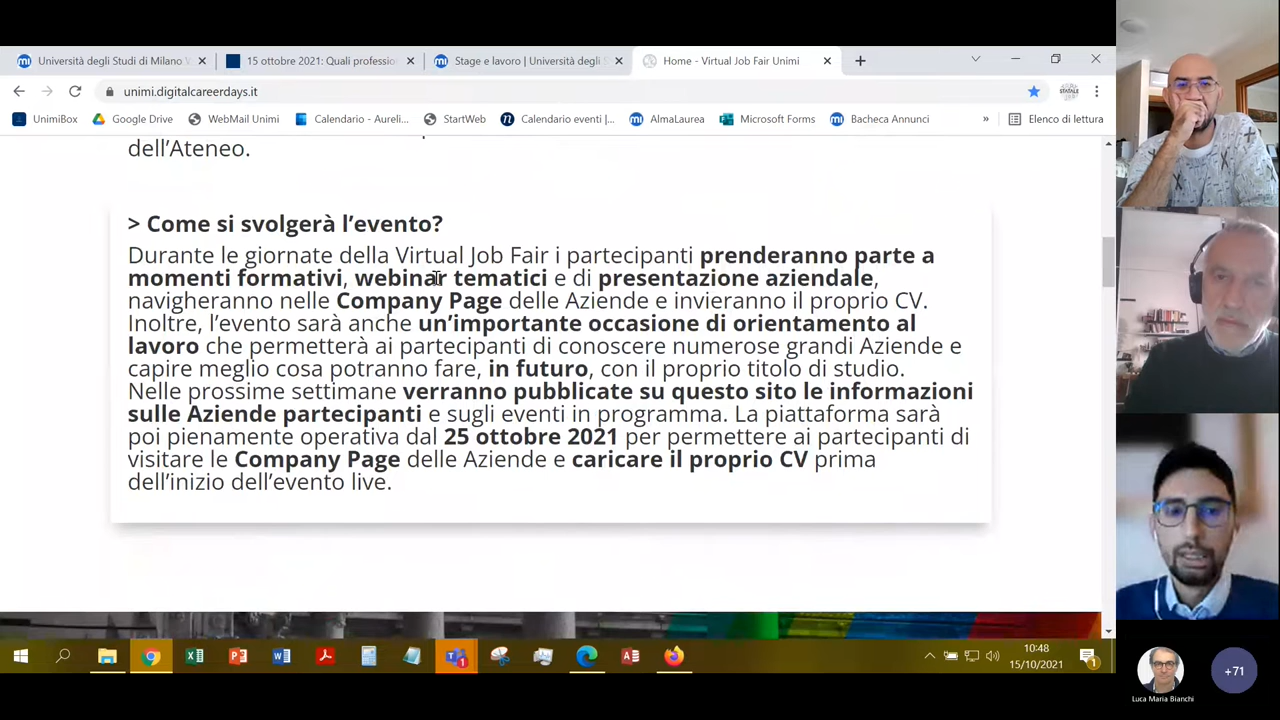 Università degli Studi di Milano
15 ottobre 2021: Quali professio
Stage e lavoro | Università degli S
Home - Virtual Job Fair Unimi
unimi.digitalcareerdays.it
UnimiBox
Google Drive
WebMail Unimi
Calendario - Aureli...
StartWeb
Calendario eventi |...
AlmaLaurea
Microsoft Forms
Bacheca Annunci
»
Elenco di lettura
dell'Ateneo.
> Come si svolgerà l'evento?
Durante le giornate della Virtual Job Fair i partecipanti prenderanno parte a
momenti formativi, webinar tematici e di presentazione aziendale,
navigheranno nelle Company Page delle Aziende e invieranno il proprio CV.
Inoltre, l'evento sarà anche un'importante occasione di orientamento al
lavoro che permetterà ai partecipanti di conoscere numerose grandi Aziende e
capire meglio cosa potranno fare, in futuro, con il proprio titolo di studio.
Nelle prossime settimane verranno pubblicate su questo sito le informazioni
sulle Aziende partecipanti e sugli eventi in programma. La piattaforma sarà
poi pienamente operativa dal 25 ottobre 2021 per permettere ai partecipanti di
visitare le Company Page delle Aziende e caricare il proprio CV prima
dell'inizio dell'evento live.
10:48
15/10/2021
Luca Maria Bianchi
+71